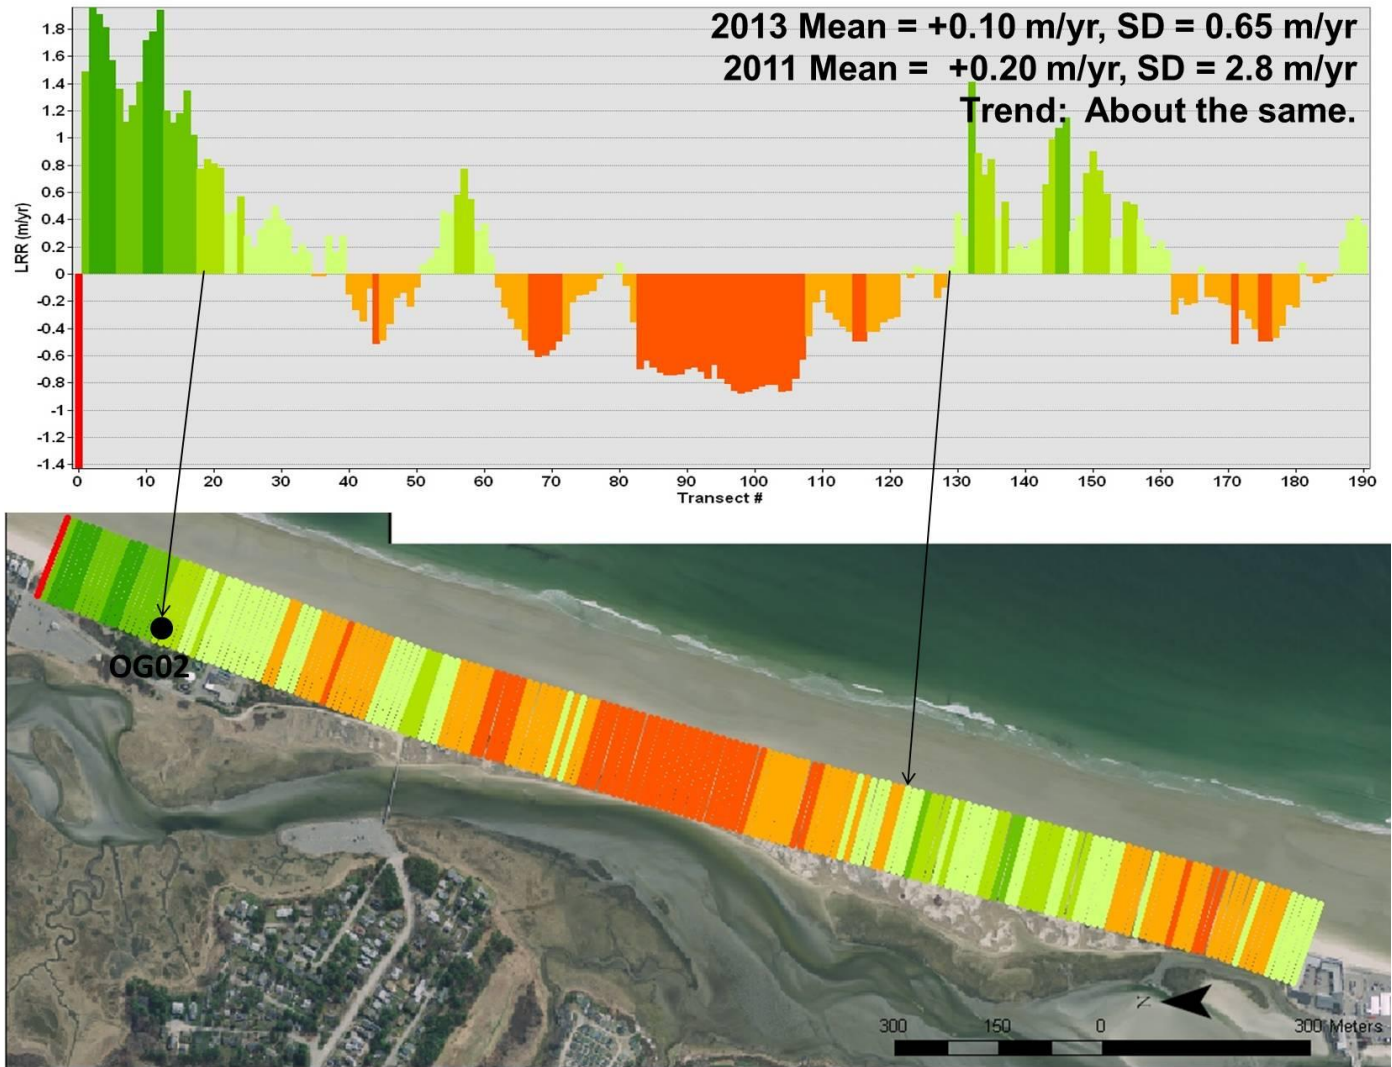 2013 Mean = +0.10 m/yr, SD = 0.65 m/yr
2011 Mean = +0.20 m/yr, SD = 2.8 m/yr
Trend: About the same.
1.8
1.6
1.4
1.2
1
0.8
0.6
0.4
0.2
0
-0.2
-0.4
-0.6
-0.8
-1
-1.2
-1.4
LRR (m/yr)
0 10 20 30 40 50 60 70 80 90 100 110 120 130 140 150 160 170 180 190
Transect #
OG02
N
300 150 0 300 Meters